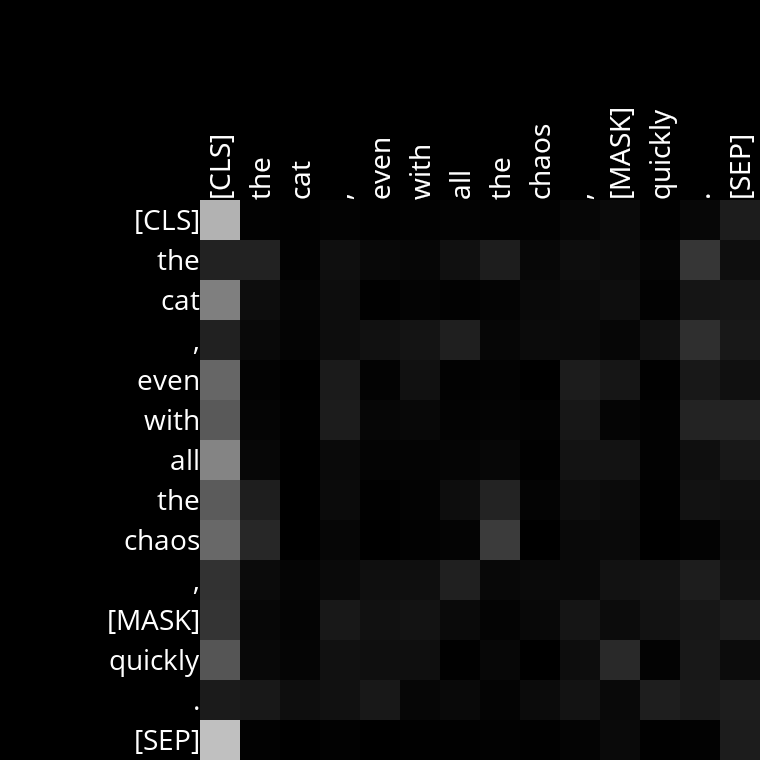 [CLS] the cat , even with all the chaos , [MASK] quickly . [SEP]
[CLS]
the
cat
,
even
with
all
the
chaos
,
[MASK]
quickly
.
[SEP]